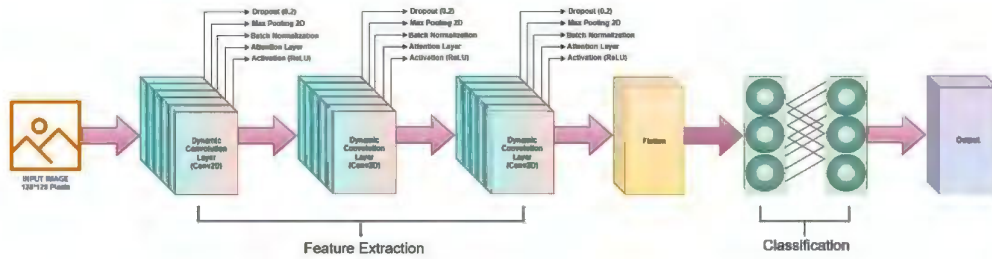 Dropout (0.2)
Max Pooling 2D
Batch Normalization
Attention Layer
Activation (ReLU)
Dropout (0.2)
Max Pooling 2D
Batch Normalization
Attention Layer
Activation (ReLU)
Dropout (0.2)
Max Pooling 2D
Batch Normalization
Attention Layer
Activation (ReLU)
INPUT IMAGE
128*128 Pixels
Dynamic
Convolution
Layer
(Conv2D)
Dynamic
Convolution
Layer
(Conv2D)
Dynamic
Convolution
Layer
(Conv2D)
Flatten
Output
Feature Extraction
Classification